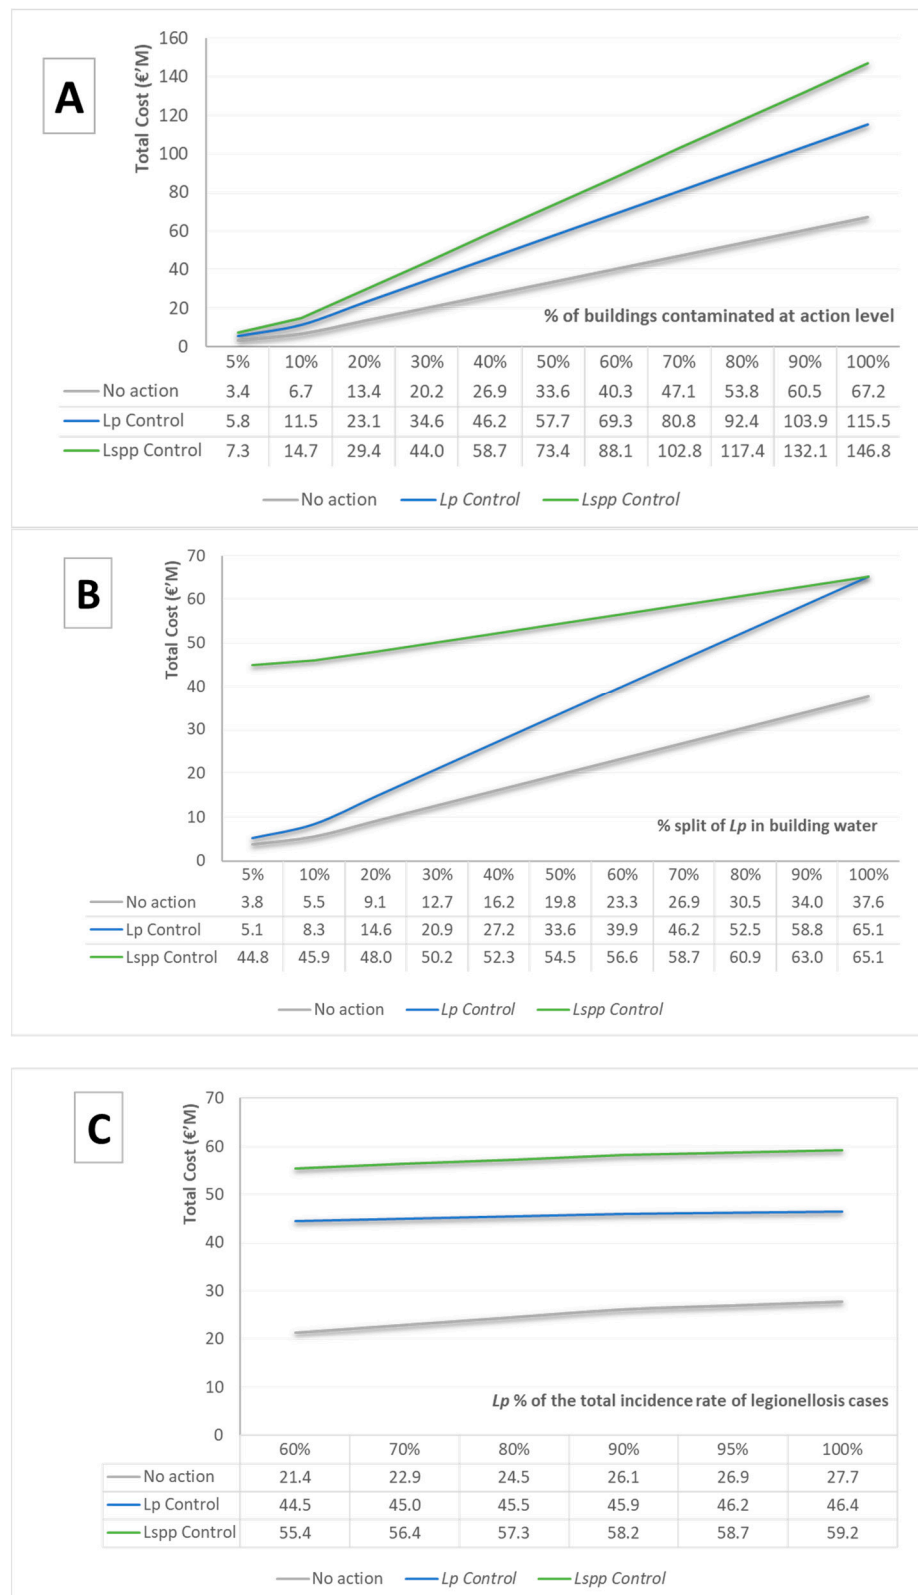 A
Total Cost (€'M)
160
140
120
100
80
60
40
20
0
% of buildings contaminated at action level
5% 10% 20% 30% 40% 50% 60% 70% 80% 90% 100%
No action 3.4 6.7 13.4 20.2 26.9 33.6 40.3 47.1 53.8 60.5 67.2
Lp Control 5.8 11.5 23.1 34.6 46.2 57.7 69.3 80.8 92.4 103.9 115.5
Lspp Control 7.3 14.7 29.4 44.0 58.7 73.4 88.1 102.8 117.4 132.1 146.8
No action Lp Control Lspp Control
B
Total Cost (€'M)
70
60
50
40
30
20
10
0
% split of Lp in building water
5% 10% 20% 30% 40% 50% 60% 70% 80% 90% 100%
No action 3.8 5.5 9.1 12.7 16.2 19.8 23.3 26.9 30.5 34.0 37.6
Lp Control 5.1 8.3 14.6 20.9 27.2 33.6 39.9 46.2 52.5 58.8 65.1
Lspp Control 44.8 45.9 48.0 50.2 52.3 54.5 56.6 58.7 60.9 63.0 65.1
No action Lp Control Lspp Control
C
Total Cost (€'M)
70
60
50
40
30
20
10
0
Lp % of the total incidence rate of legionellosis cases
60% 70% 80% 90% 95% 100%
No action 21.4 22.9 24.5 26.1 26.9 27.7
Lp Control 44.5 45.0 45.5 45.9 46.2 46.4
Lspp Control 55.4 56.4 57.3 58.2 58.7 59.2
No action Lp Control Lspp Control